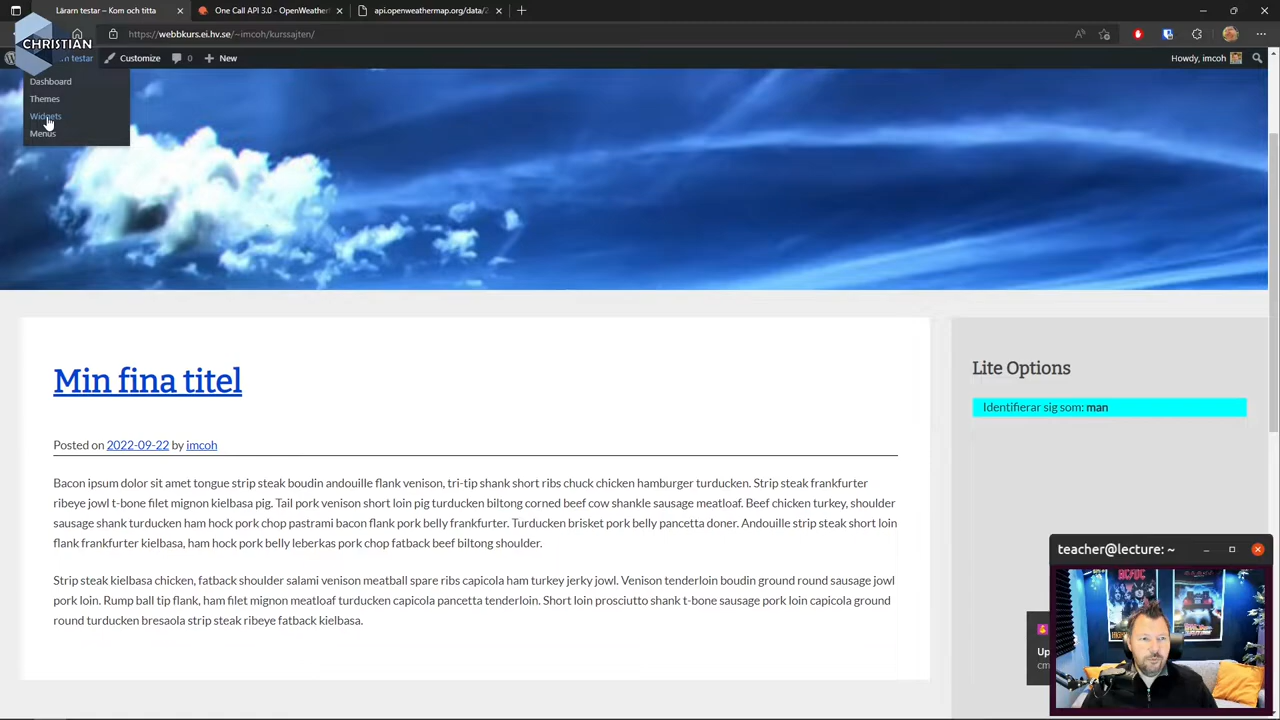 Lärarn testar – Kom och titta
One Call API 3.0 - OpenWeather
api.openweathermap.org/data/2
https://webbkurs.ei.hv.se/~imcoh/kurssajten/
CHRISTIAN
testar
Customize
0
New
Howdy, imcoh
Dashboard
Themes
Widgets
Menus
Min fina titel
Posted on 2022-09-22 by imcoh
Bacon ipsum dolor sit amet tongue strip steak boudin andouille flank venison, tri-tip shank short ribs chuck chicken hamburger turducken. Strip steak frankfurter
ribeye jowl t-bone filet mignon kielbasa pig. Tail pork venison short loin pig turducken biltong corned beef cow shankle sausage meatloaf. Beef chicken turkey, shoulder
sausage shank turducken ham hock pork chop pastrami bacon flank pork belly frankfurter. Turducken brisket pork belly pancetta doner. Andouille strip steak short loin
flank frankfurter kielbasa, ham hock pork belly leberkas pork chop fatback beef biltong shoulder.
Strip steak kielbasa chicken, fatback shoulder salami venison meatball spare ribs capicola ham turkey jerky jowl. Venison tenderloin boudin ground round sausage jowl
pork loin. Rump ball tip flank, ham filet mignon meatloaf turducken capicola pancetta tenderloin. Short loin prosciutto shank t-bone sausage pork loin capicola ground
round turducken bresaola strip steak ribeye fatback kielbasa.
Lite Options
Identifierar sig som: man
teacher@lecture: ~
Up